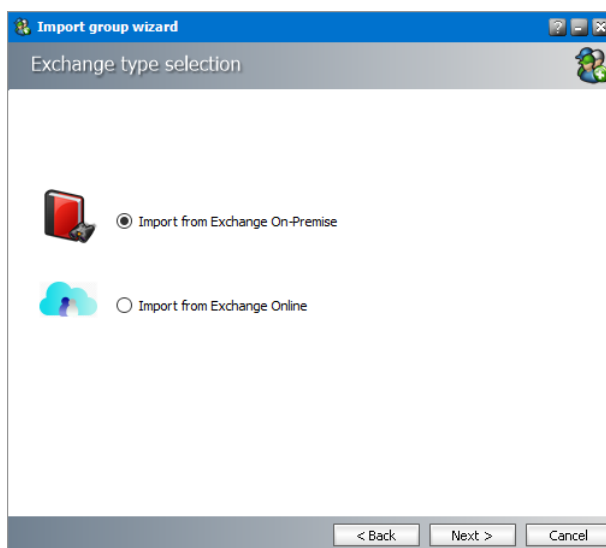 Import group wizard
Exchange type selection
Import from Exchange On-Premise
Import from Exchange Online
< Back Next > Cancel